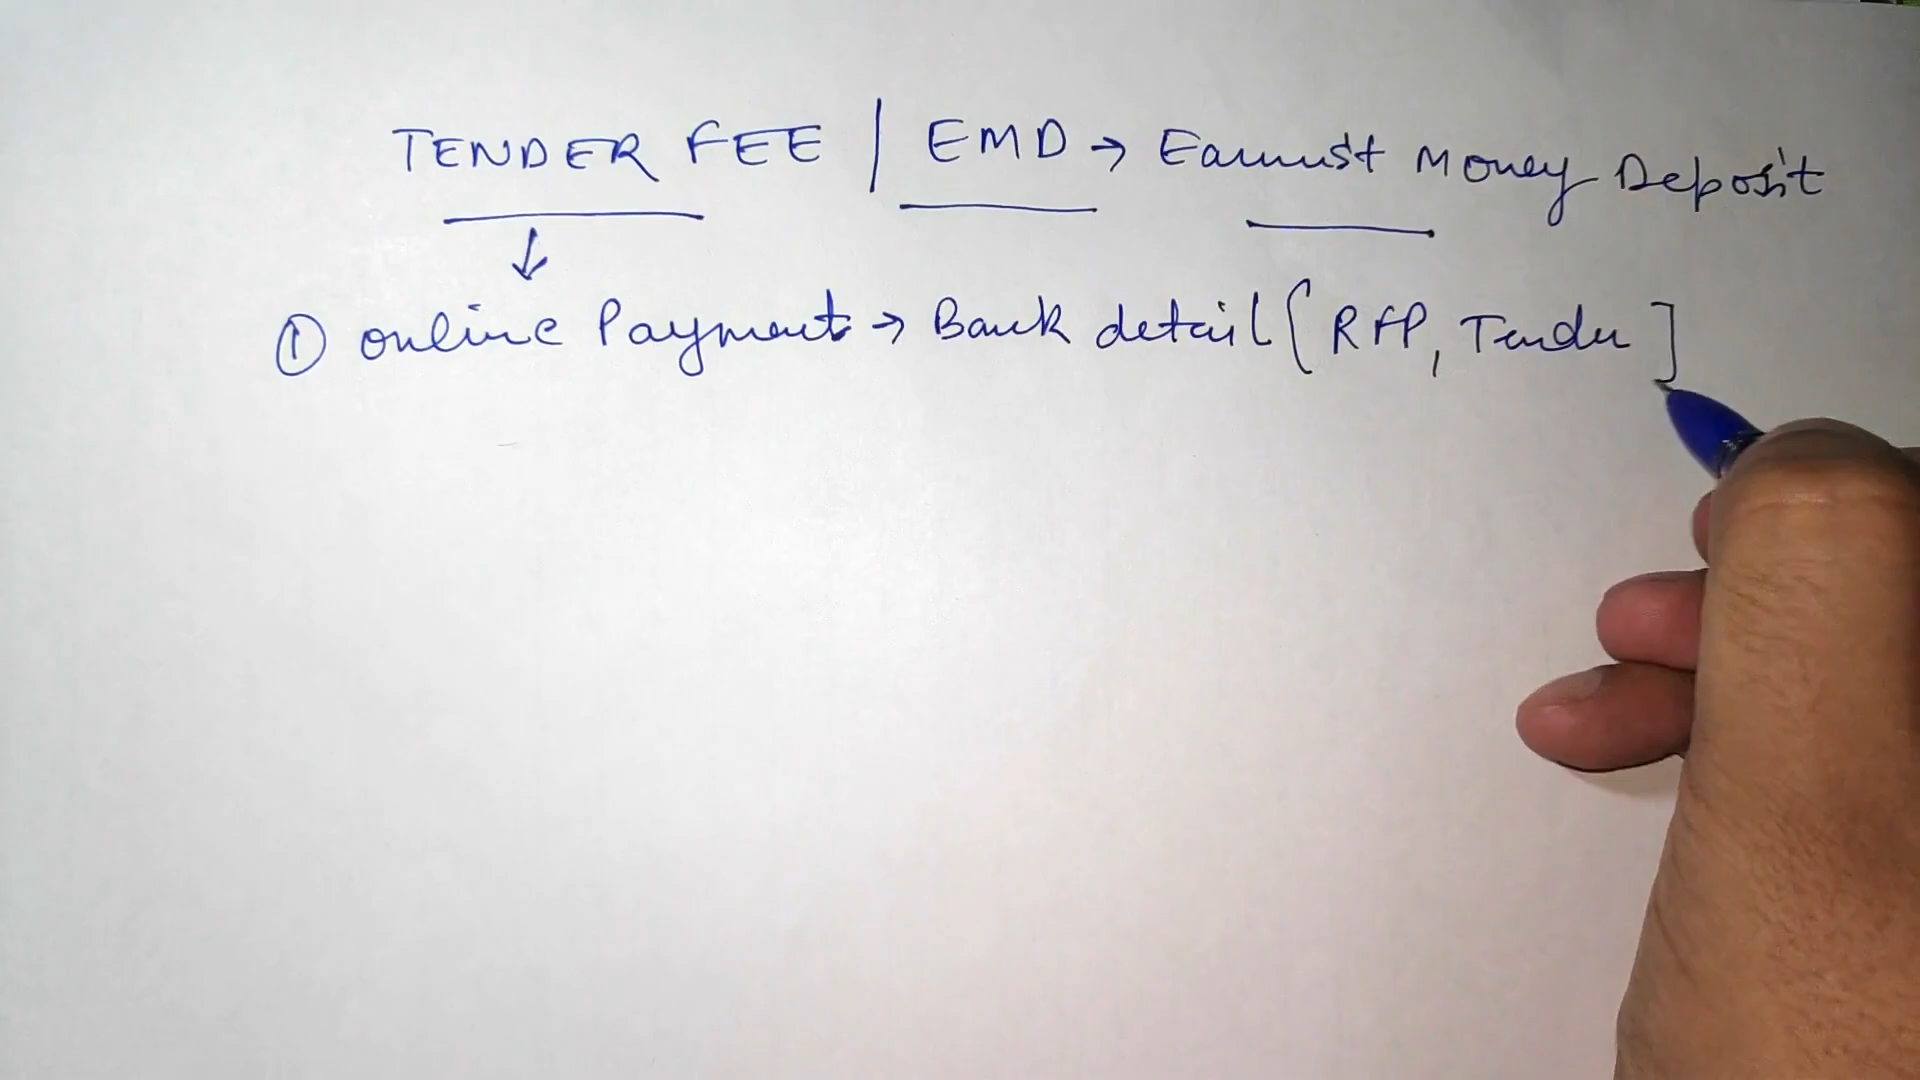 TENDER FEE | EMD → Earnest Money Deposit
① online Payment → Bank detail [RFP, Tender]